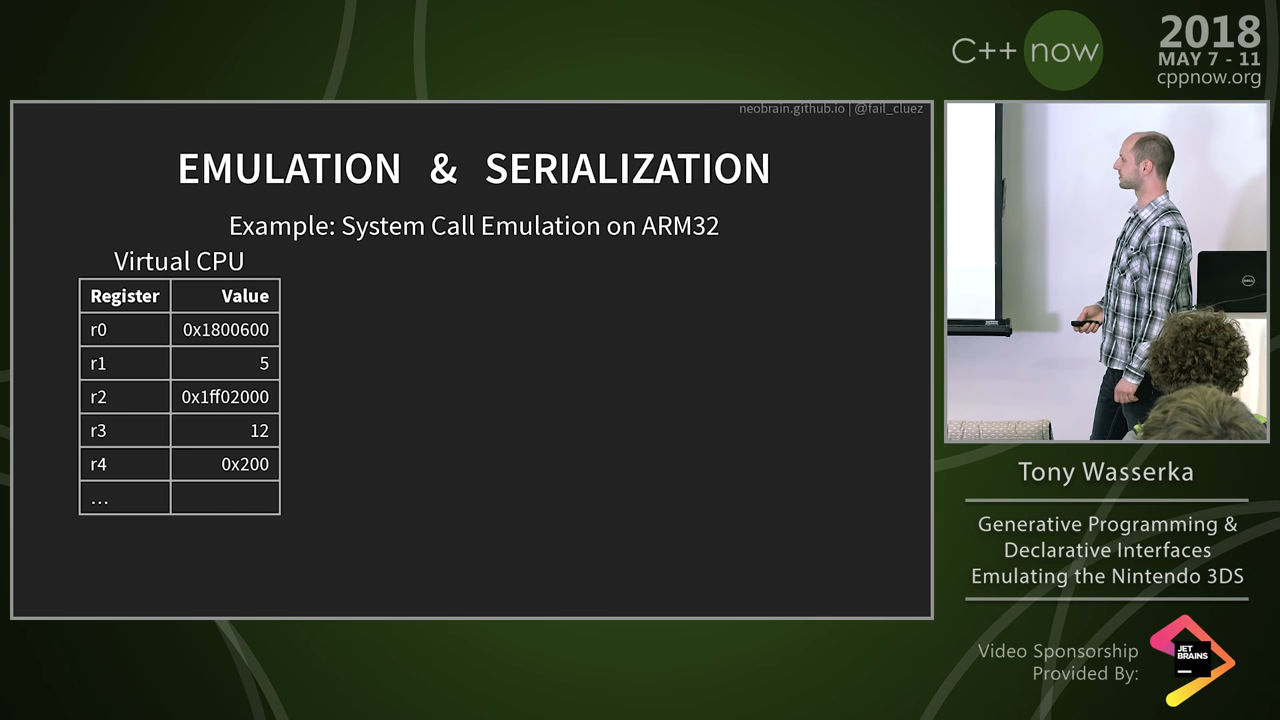 C++ now
2018
MAY 7 - 11
cppnow.org
neobrain.github.io | @fail_cluez
EMULATION & SERIALIZATION
Example: System Call Emulation on ARM32
Virtual CPU
Register Value
r0 0x1800600
r1 5
r2 0x1ff02000
r3 12
r4 0x200
...
DELL
Tony Wasserka
Generative Programming &
Declarative Interfaces
Emulating the Nintendo 3DS
Video Sponsorship
Provided By:
JET
BRAINS